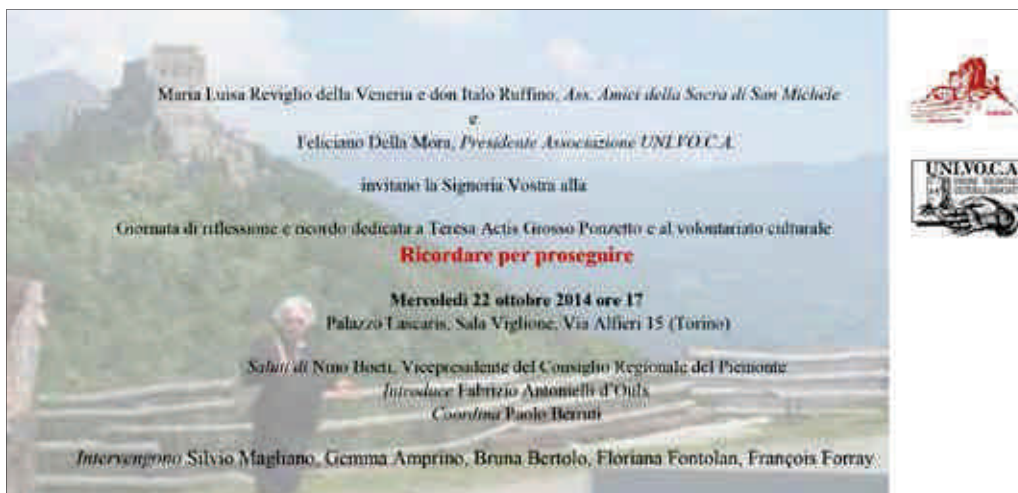 Maria Luisa Reviglio della Veneria e don Italo Ruffino, Ass. Amici della Sacra di San Michele
e
Feliciano Della Mora, Presidente Associazione UNI.VO.C.A.
invitano la Signoria Vostra alla
Giornata di riflessione e ricordo dedicata a Teresa Actis Grosso Ponzetto e al volontariato culturale
Ricordare per proseguire
Mercoledì 22 ottobre 2014 ore 17
Palazzo Lascaris, Sala Viglione, Via Alfieri 15 (Torino)
Saluti di Nino Boeti, Vicepresidente del Consiglio Regionale del Piemonte
Introduce Fabrizio Antonielli d'Oulx
Coordina Paolo Berruti
Intervengono Silvio Magliano, Gemma Amprino, Bruna Bertolo, Floriana Fontolan, François Forray
UNI.VO.C.A